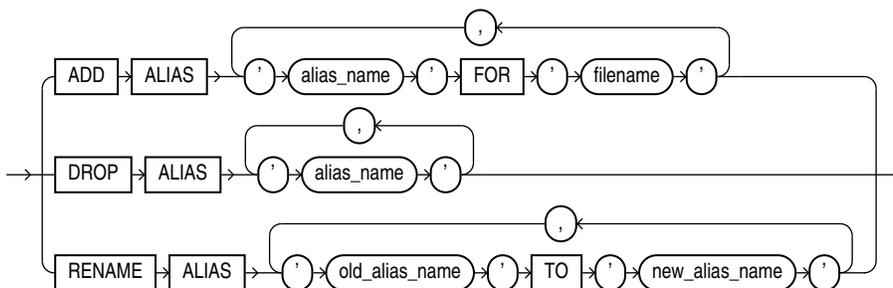 ,
ADD ALIAS ' alias_name ' FOR ' filename '
,
DROP ALIAS ' alias_name '
,
RENAME ALIAS ' old_alias_name ' TO ' new_alias_name '